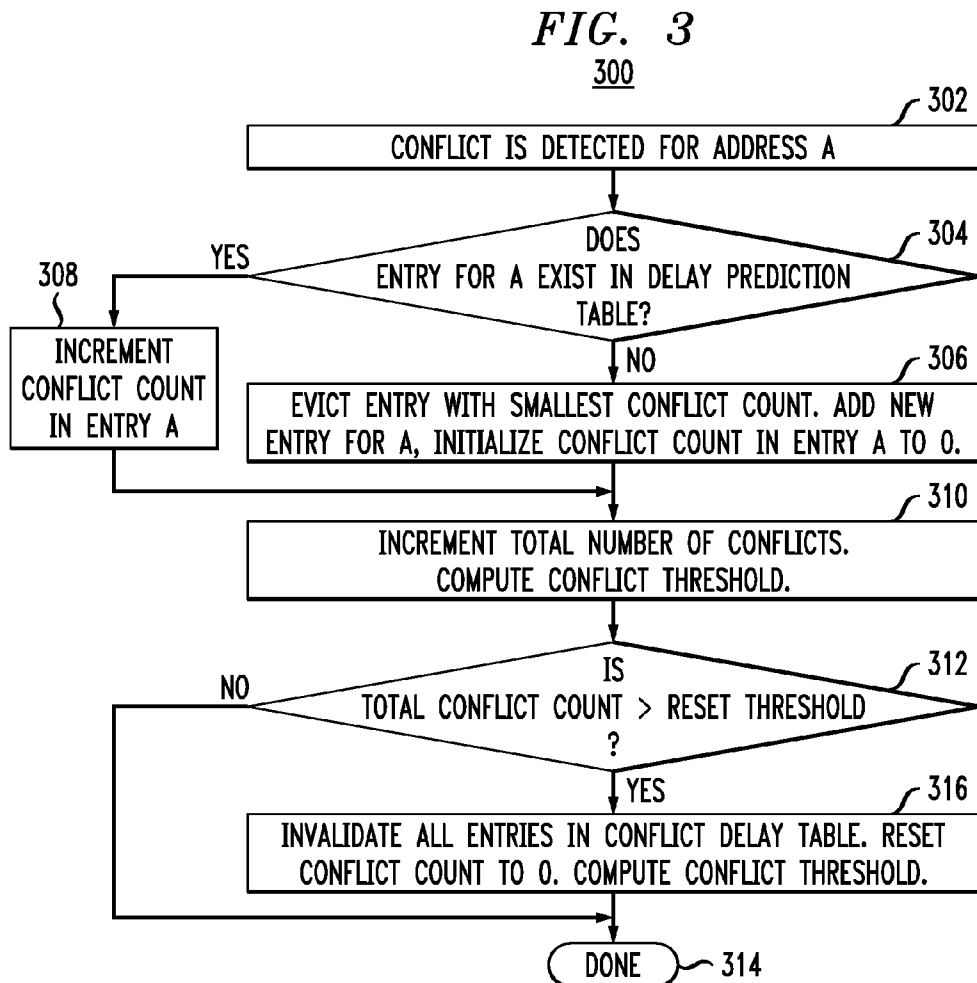 FIG. 3
300
302
CONFLICT IS DETECTED FOR ADDRESS A
304
DOES
ENTRY FOR A EXIST IN DELAY PREDICTION
TABLE?
YES
308
INCREMENT
CONFLICT COUNT
IN ENTRY A
NO
306
EVICT ENTRY WITH SMALLEST CONFLICT COUNT. ADD NEW
ENTRY FOR A, INITIALIZE CONFLICT COUNT IN ENTRY A TO 0.
310
INCREMENT TOTAL NUMBER OF CONFLICTS.
COMPUTE CONFLICT THRESHOLD.
312
IS
TOTAL CONFLICT COUNT > RESET THRESHOLD
?
NO
YES
316
INVALIDATE ALL ENTRIES IN CONFLICT DELAY TABLE. RESET
CONFLICT COUNT TO 0. COMPUTE CONFLICT THRESHOLD.
DONE
314